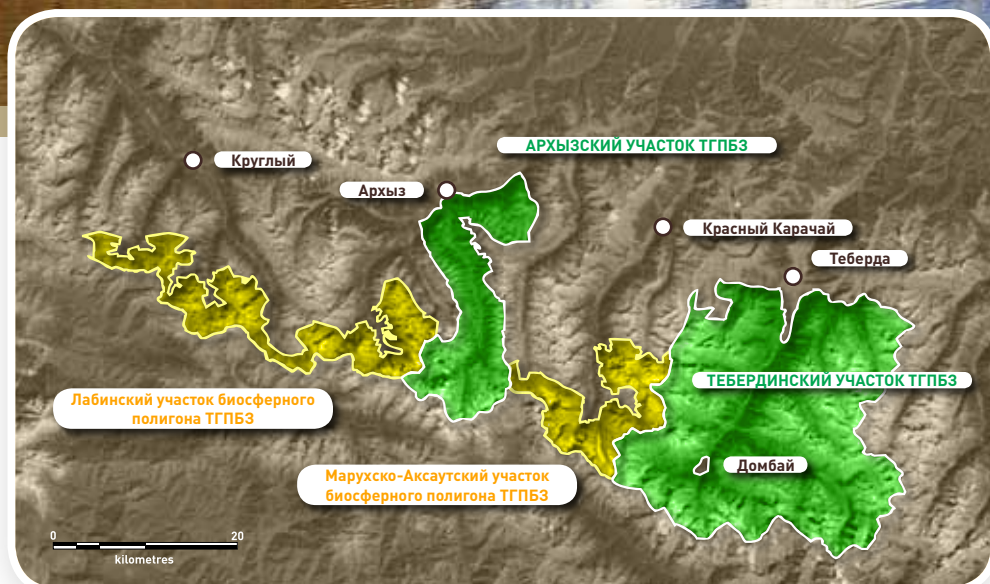 АРХЫЗСКИЙ УЧАСТОК ТГПБЗ
Круглый
Архыз
Красный Карачай
Теберда
ТЕБЕРДИНСКИЙ УЧАСТОК ТГПБЗ
Лабинский участок биосферного
полигона ТГПБЗ
Домбай
Марухско-Аксаутский участок
биосферного полигона ТГПБЗ
0 20
kilometres